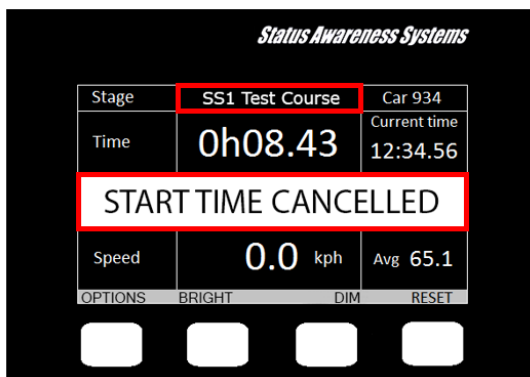 Status Awareness Systems
Stage SS1 Test Course Car 934
Time 0h08.43 Current time
12:34.56
START TIME CANCELLED
Speed 0.0 kph Avg 65.1
OPTIONS BRIGHT DIM RESET